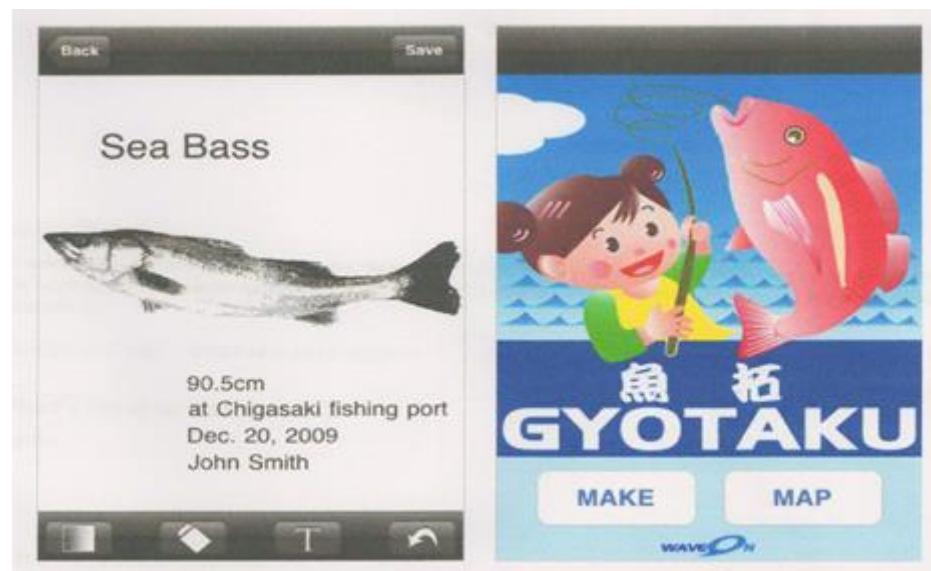 Back
Save
Sea Bass
90.5cm
at Chigasaki fishing port
Dec. 20, 2009
John Smith
T
魚拓
GYOTAKU
MAKE
MAP
WAVEON